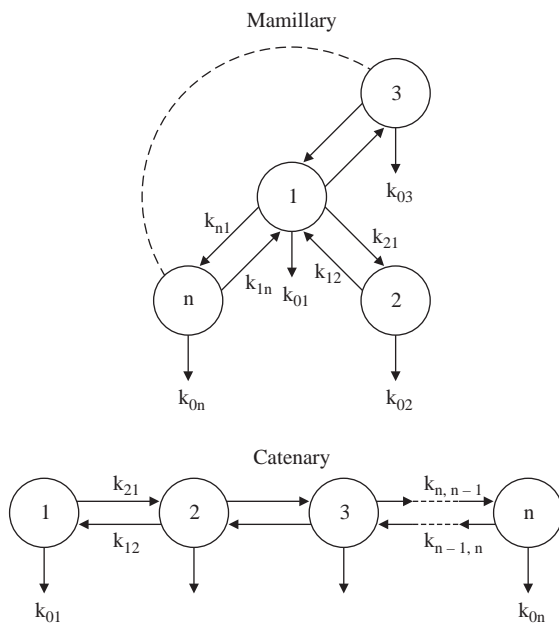 Mamillary
3
k03
1
kn1
k21
k12
k1n
k01
n
2
k0n
k02
Catenary
k21
kn, n – 1
1
2
3
n
k12
kn – 1, n
k01
k0n